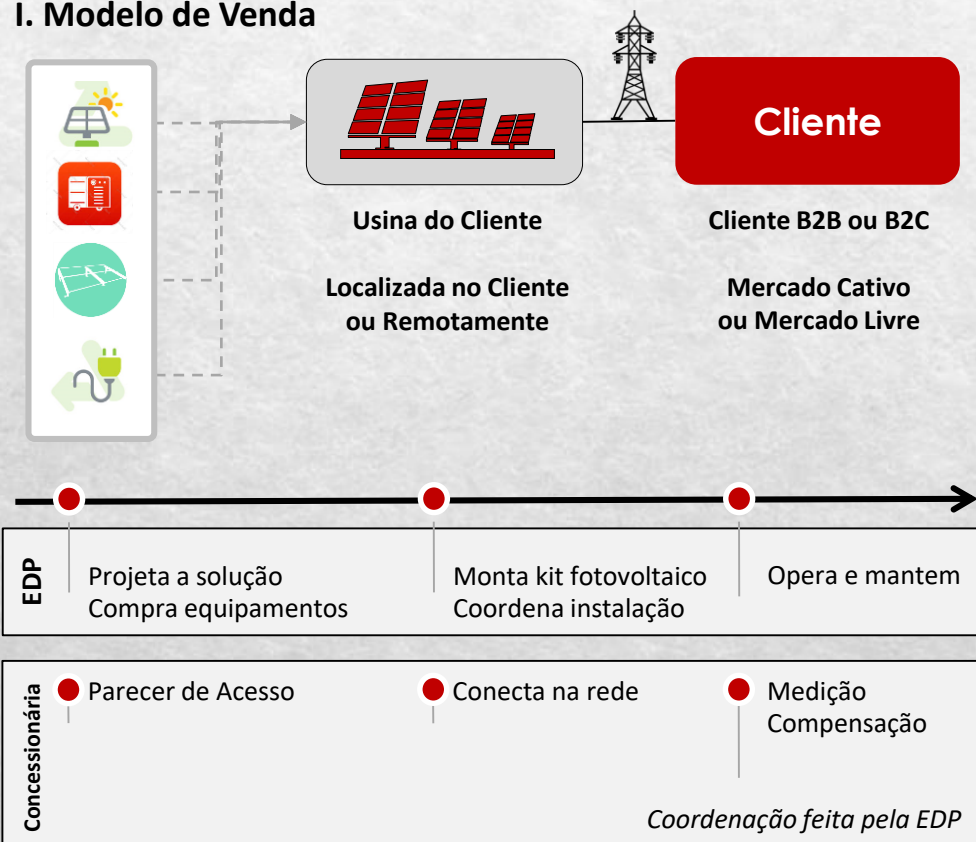 I. Modelo de Venda
Cliente
Usina do Cliente
Localizada no Cliente
ou Remotamente
Cliente B2B ou B2C
Mercado Cativo
ou Mercado Livre
EDP
Projeta a solução
Compra equipamentos
Monta kit fotovoltaico
Coordena instalação
Opera e mantem
Concessionária
Parecer de Acesso
Conecta na rede
Medição
Compensação
Coordenação feita pela EDP